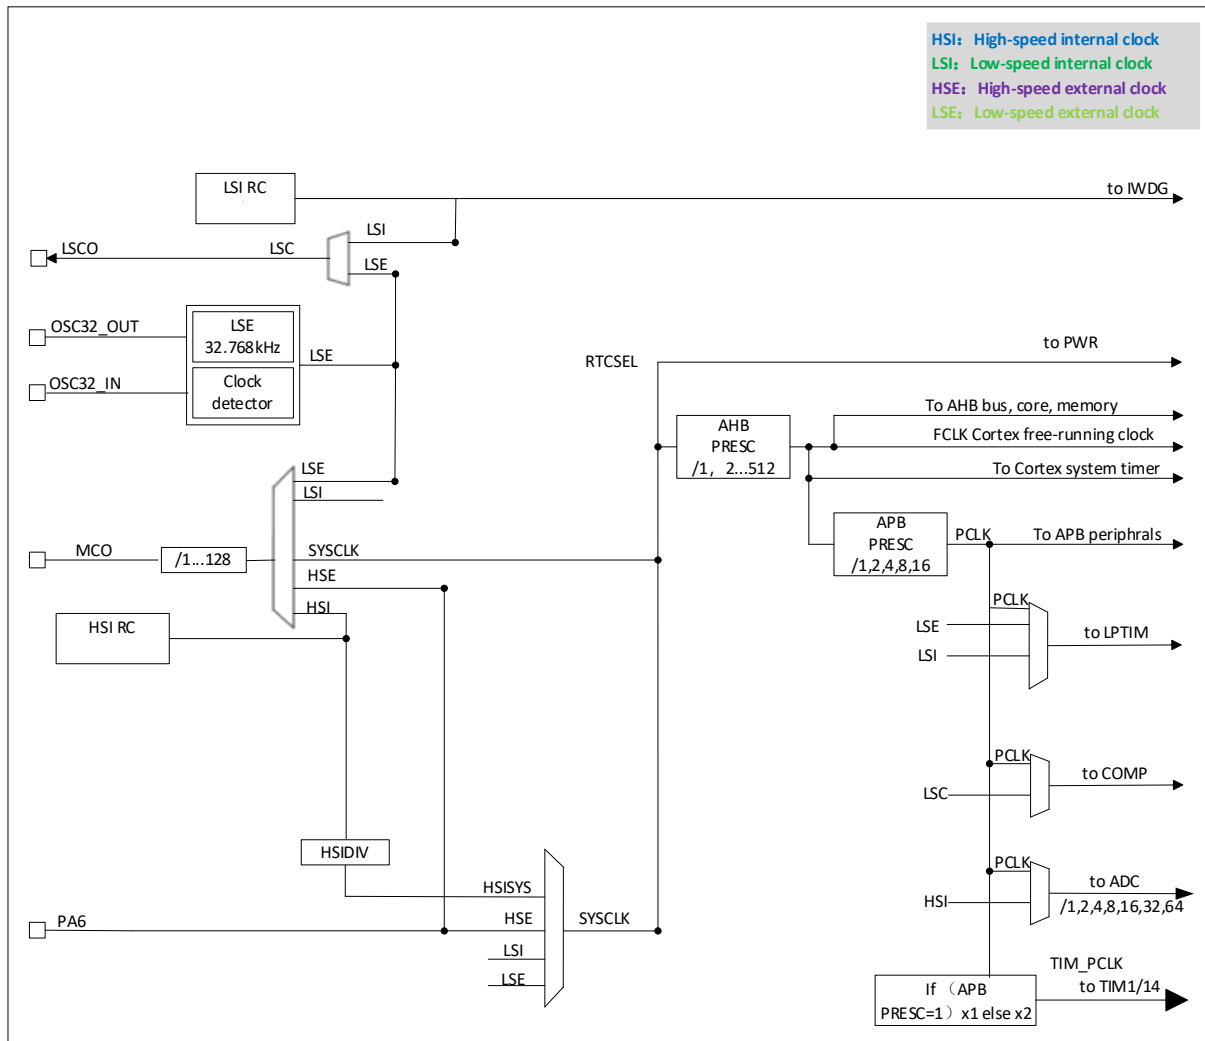 HSI：High-speed internal clock
LSI：Low-speed internal clock
HSE：High-speed external clock
LSE：Low-speed external clock
LSI RC
to IWDG
LSI
LSCO
LSC
LSE
OSC32_OUT
LSE
32.768kHz
LSE
to PWR
RTCSEL
OSC32_IN
Clock
detector
To AHB bus, core, memory
AHB
PRESC
/1, 2...512
FCLK Cortex free-running clock
To Cortex system timer
LSE
LSI
APB
PRESC
/1,2,4,8,16
PCLK
To APB periphrals
MCO
/1...128
SYSCLK
HSE
HSI
HSI RC
PCLK
LSE
to LPTIM
LSI
PCLK
to COMP
LSC
HSIDIV
PCLK
HSISYS
to ADC
HSI
/1,2,4,8,16,32,64
PA6
HSE
SYSCLK
LSI
LSE
TIM_PCLK
to TIM1/14
If （APB
PRESC=1）x1 else x2